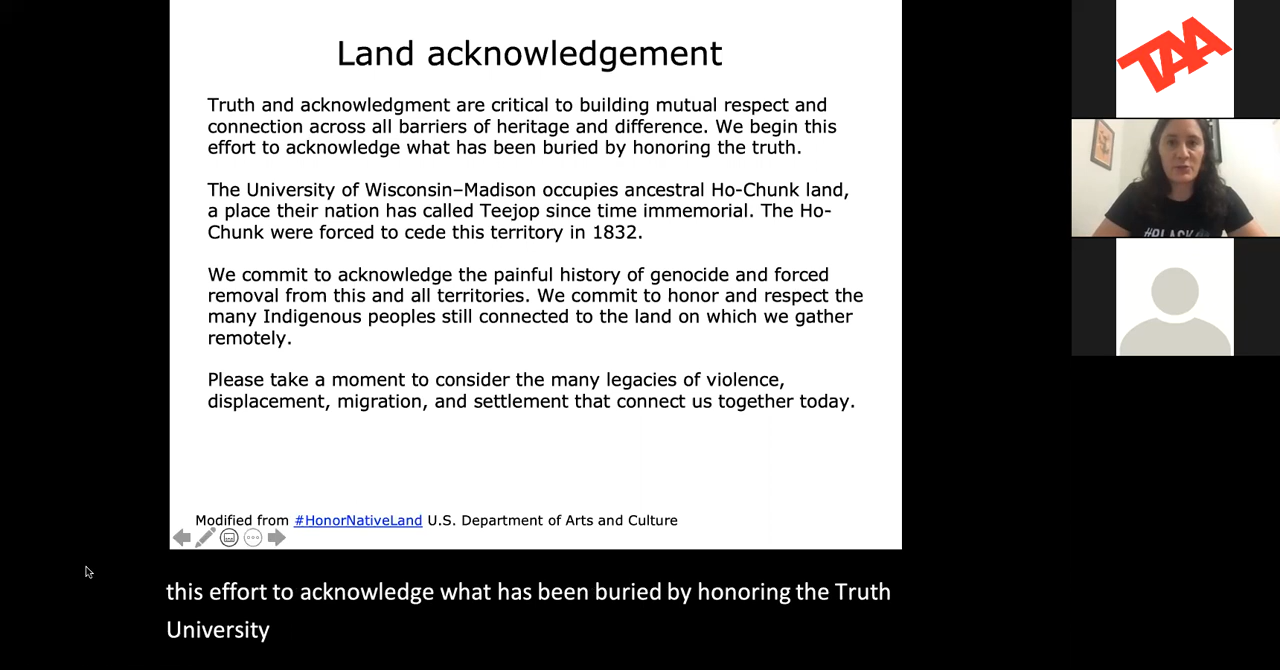 Land acknowledgement
Truth and acknowledgment are critical to building mutual respect and
connection across all barriers of heritage and difference. We begin this
effort to acknowledge what has been buried by honoring the truth.
The University of Wisconsin–Madison occupies ancestral Ho-Chunk land,
a place their nation has called Teejop since time immemorial. The Ho-
Chunk were forced to cede this territory in 1832.
We commit to acknowledge the painful history of genocide and forced
removal from this and all territories. We commit to honor and respect the
many Indigenous peoples still connected to the land on which we gather
remotely.
Please take a moment to consider the many legacies of violence,
displacement, migration, and settlement that connect us together today.
Modified from #HonorNativeLand U.S. Department of Arts and Culture
this effort to acknowledge what has been buried by honoring the Truth
University
TAA